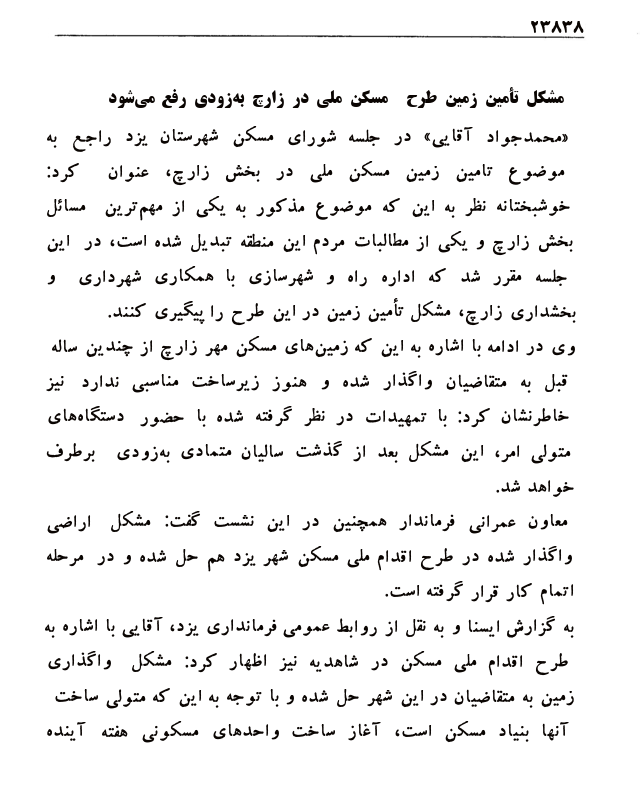 ۲۳۸۳۸
مشکل تأمین زمین طرح مسکن ملی در زارچ به‌زودی رفع می‌شود
«محمدجواد آقایی» در جلسه شورای مسکن شهرستان یزد راجع به
موضوع تامین زمین مسکن ملی در بخش زارچ، عنوان کرد:
خوشبختانه نظر به این که موضوع مذکور به یکی از مهم‌ترین مسائل
بخش زارچ و یکی از مطالبات مردم این منطقه تبدیل شده است، در این
جلسه مقرر شد که اداره راه و شهرسازی با همکاری شهرداری و
بخشداری زارچ، مشکل تأمین زمین در این طرح را پیگیری کنند.
وی در ادامه با اشاره به این که زمین‌های مسکن مهر زارچ از چندین ساله
قبل به متقاضیان واگذار شده و هنوز زیرساخت مناسبی ندارد نیز
خاطرنشان کرد: با تمهیدات در نظر گرفته شده با حضور دستگاه‌های
متولی امر، این مشکل بعد از گذشت سالیان متمادی به‌زودی برطرف
خواهد شد.
معاون عمرانی فرماندار همچنین در این نشست گفت: مشکل اراضی
واگذار شده در طرح اقدام ملی مسکن شهر یزد هم حل شده و در مرحله
اتمام کار قرار گرفته است.
به گزارش ایسنا و به نقل از روابط عمومی فرمانداری یزد، آقایی با اشاره به
طرح اقدام ملی مسکن در شاهدیه نیز اظهار کرد: مشکل واگذاری
زمین به متقاضیان در این شهر حل شده و با توجه به این که متولی ساخت
آنها بنیاد مسکن است، آغاز ساخت واحدهای مسکونی هفته آینده